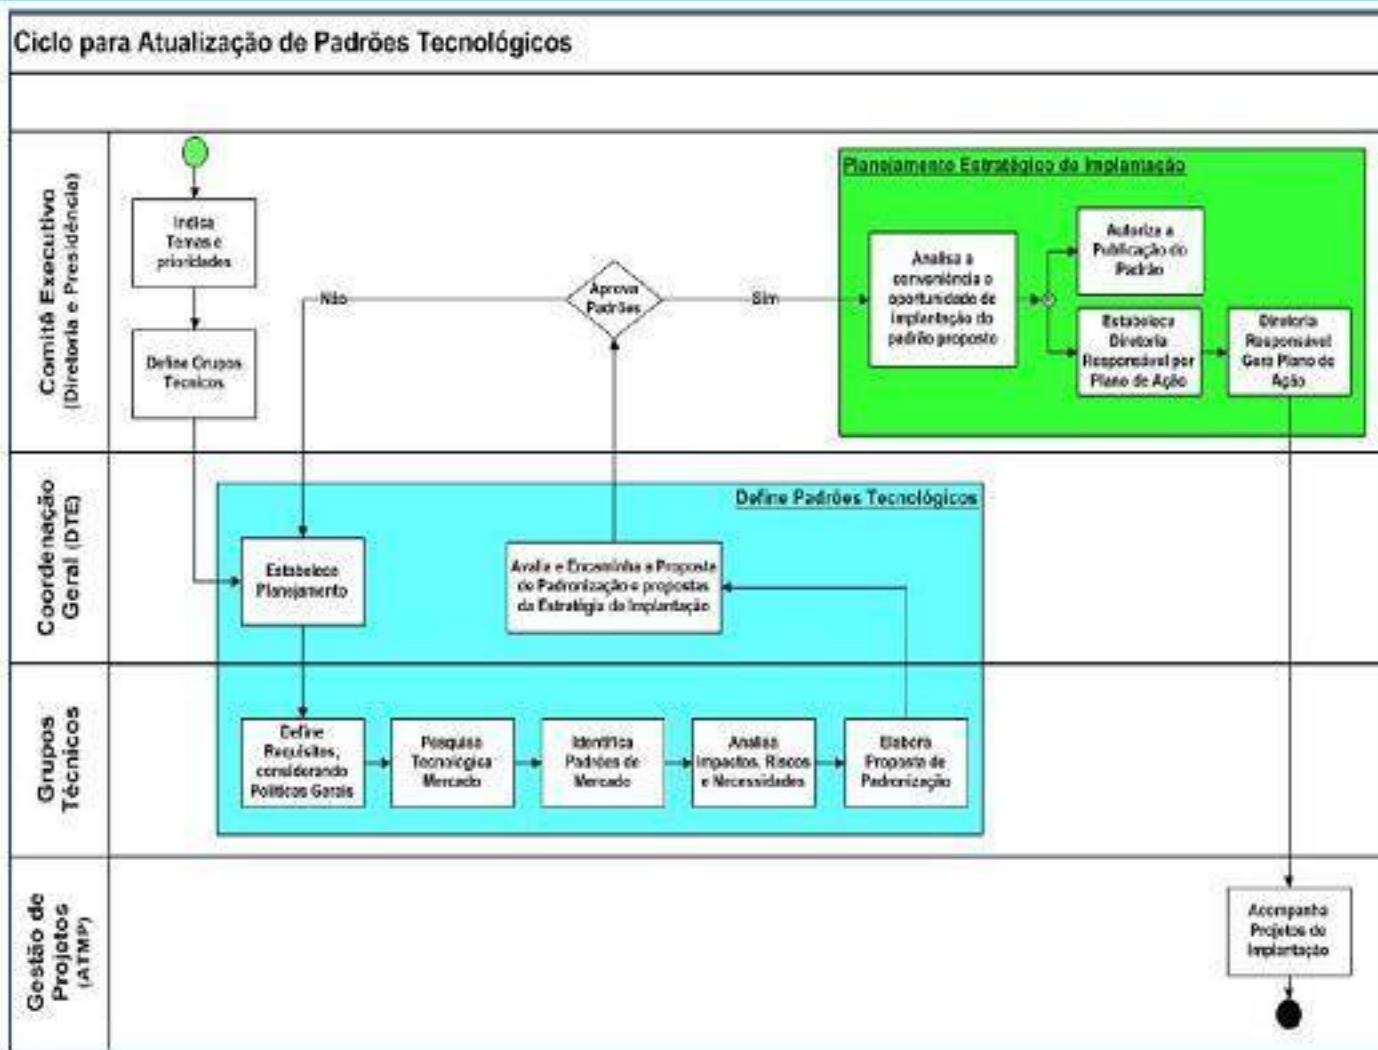 Ciclo para Atualização de Padrões Tecnológicos
Comitê Executivo
(Diretoria e Presidência)
Indica
Temas e
prioridades
Define Grupos
Tecnicos
Não
Aprova
Padrões
Sim
Planejamento Estratégico de Implantação
Analisa a
conveniência e
oportunidade de
implantação do
padrão proposto
Autoriza a
Publicação do
Padrão
Estabelece
Diretoria
Responsável por
Plano de Ação
Diretoria
Responsável
Gera Plano de
Ação
Coordenação
Geral (DTE)
Define Padrões Tecnológicos
Estabelece
Planejamento
Avalia e Encaminha a Proposta
de Padronização e propostas
da Estratégia de Implantação
Grupos
Técnicos
Define
Requisitos,
considerando
Políticas Gerais
Pesquisa
Tecnológica
Mercado
Identifica
Padrões de
Mercado
Analisa
Impactos, Riscos
e Necessidades
Elabora
Proposta de
Padronização
Gestão de
Projetos
(ATMP)
Acompanha
Projetos de
Implantação